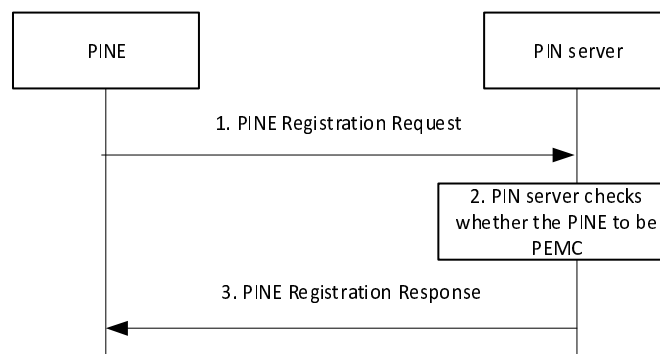 PINE
PIN server
1. PINE Registration Request
2. PIN server checks
whether the PINE to be
PEMC
3. PINE Registration Response